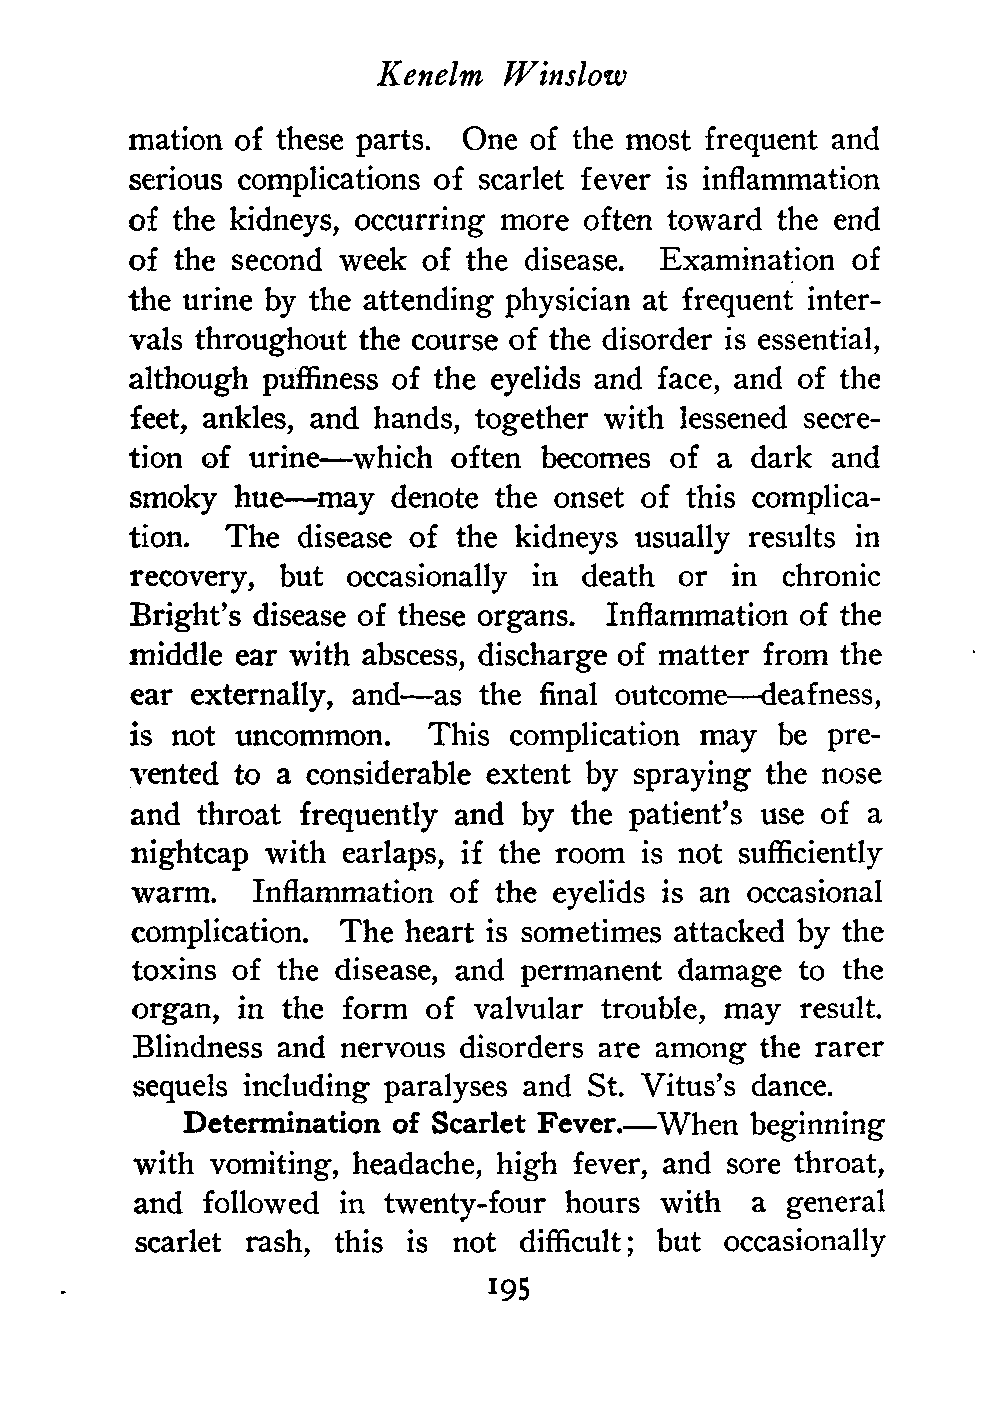 Kenelm Winslow
mation of these parts. One of the most frequent and
serious complications of scarlet fever is inflammation
of the kidneys, occurring more often toward the end
of the second week of the disease. Examination of
the urine by the attending physician at frequent inter-
vals throughout the course of the disorder is essential,
although puffiness of the eyelids and face, and of the
feet, ankles, and hands, together with lessened secre-
tion of urine—which often becomes of a dark and
smoky hue—may denote the onset of this complica-
tion. The disease of the kidneys usually results in
recovery, but occasionally in death or in chronic
Bright's disease of these organs. Inflammation of the
middle ear with abscess, discharge of matter from the
ear externally, and—as the final outcome—deafness,
is not uncommon. This complication may be pre-
vented to a considerable extent by spraying the nose
and throat frequently and by the patient's use of a
nightcap with earlaps, if the room is not sufficiently
warm. Inflammation of the eyelids is an occasional
complication. The heart is sometimes attacked by the
toxins of the disease, and permanent damage to the
organ, in the form of valvular trouble, may result.
Blindness and nervous disorders are among the rarer
sequels including paralyses and St. Vitus's dance.
Determination of Scarlet Fever.—When beginning
with vomiting, headache, high fever, and sore throat,
and followed in twenty-four hours with a general
scarlet rash, this is not difficult; but occasionally
195